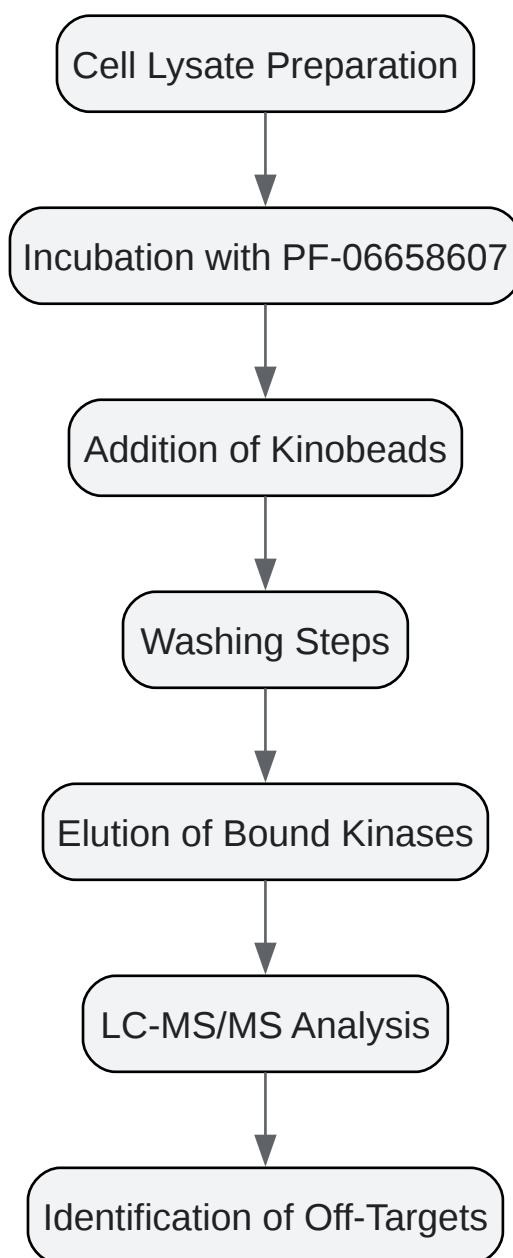 Cell Lysate Preparation
Incubation with PF-06658607
Addition of Kinobeads
Washing Steps
Elution of Bound Kinases
LC-MS/MS Analysis
Identification of Off-Targets